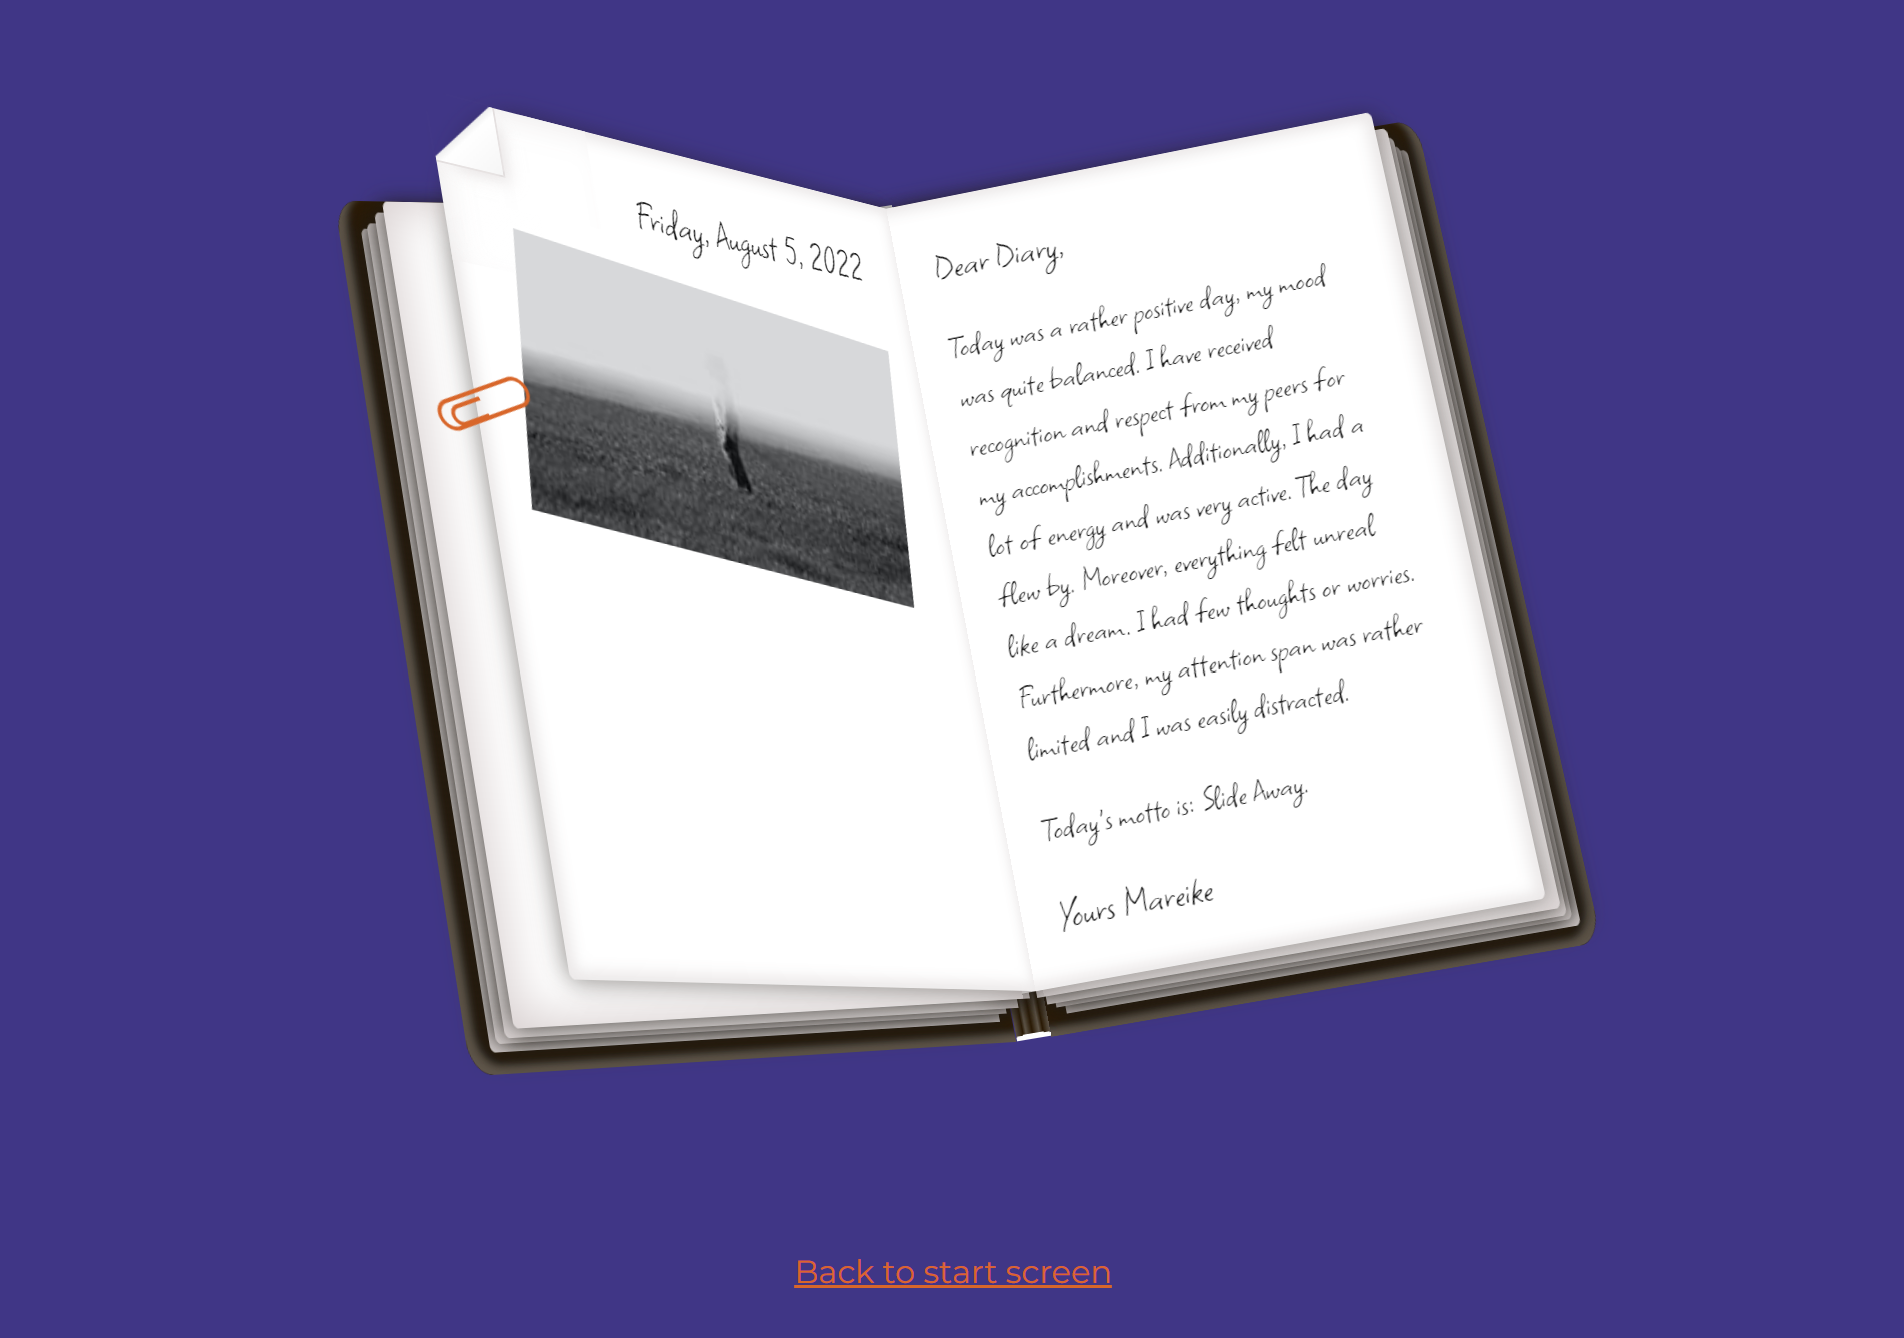 Friday, August 5, 2022
Dear Diary,
Today was a rather positive day, my mood
was quite balanced. I have received
recognition and respect from my peers for
my accomplishments. Additionally, I had a
lot of energy and was very active. The day
flew by. Moreover, everything felt unreal
like a dream. I had few thoughts or worries.
Furthermore, my attention span was rather
limited and I was easily distracted.
Today's motto is: Slide Away.
Yours Mareike
Back to start screen